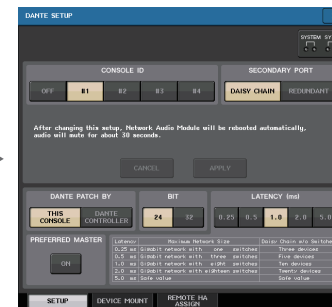 DANTE SETUP
SYSTEM SY
CONSOLE ID
SECONDARY PORT
OFF #1 #2 #3 #4 DAISY CHAIN REDUNDANT
After changing this setup, Network Audio Module will be rebooted automatically,
audio will mute for about 30 seconds.
CANCEL APPLY
DANTE PATCH BY BIT LATENCY (ms)
THIS CONSOLE DANTE CONTROLLER 24 32 0.25 0.5 1.0 2.0 5.0
PREFERRED MASTER
ON
Latency Maximum Network Size Daisy Chain w/o Switche
0.25 ms Gigabit network with one switches Three devices
0.5 ms Gigabit network with three switches Five devices
1.0 ms Gigabit network with eight switches Ten devices
2.0 ms Gigabit network with eighteen switches Twenty devices
5.0 ms Safe value Safe value
SETUP DEVICE MOUNT REMOTE HA ASSIGN